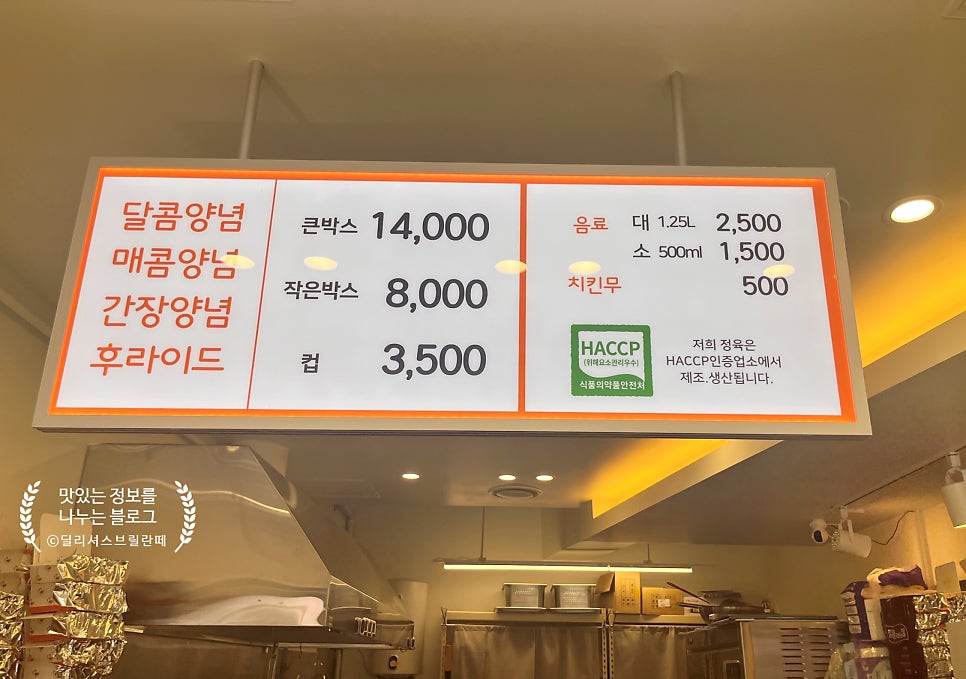 달콤양념
매콤양념
간장양념
후라이드
큰박스 14,000
작은박스 8,000
컵 3,500
음료 대 1.25L 2,500
소 500ml 1,500
치킨무 500
HACCP
(위해요소관리우수)
식품의약품안전처
저희 정육은
HACCP인증업소에서
제조.생산됩니다.
맛있는 정보를
나누는 블로그
©딜리셔스브릴란떼